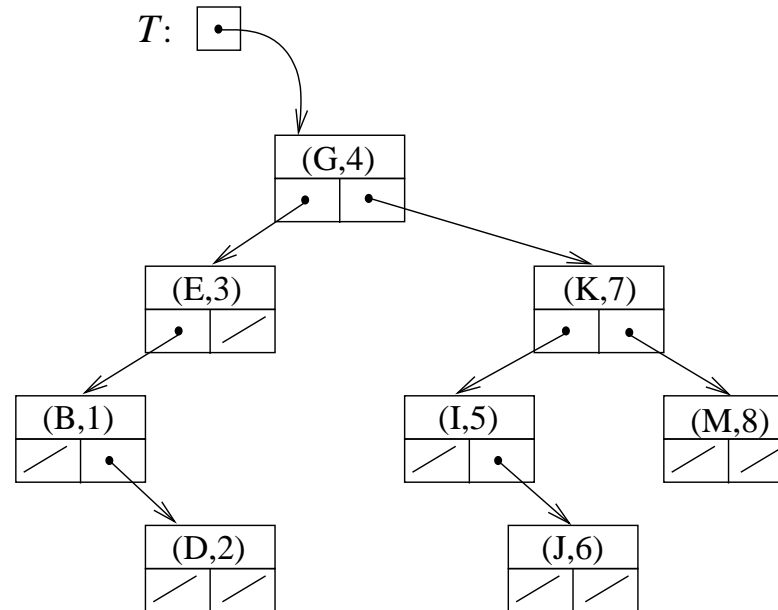 T:
(G,4)
(E,3) (K,7)
(B,1) (I,5) (M,8)
(D,2) (J,6)